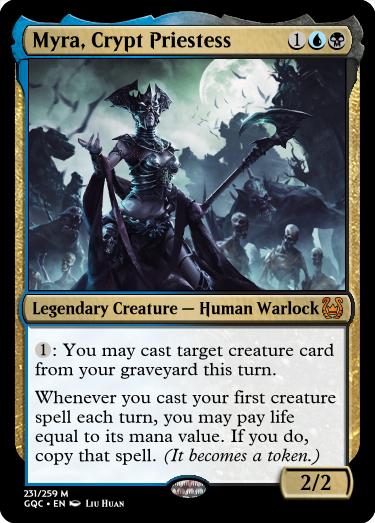 Myra, Crypt Priestess 1
Legendary Creature — Human Warlock
1: You may cast target creature card
from your graveyard this turn.
Whenever you cast your first creature
spell each turn, you may pay life
equal to its mana value. If you do,
copy that spell. (It becomes a token.)
2/2
231/259 M
GQC • EN Liu Huan